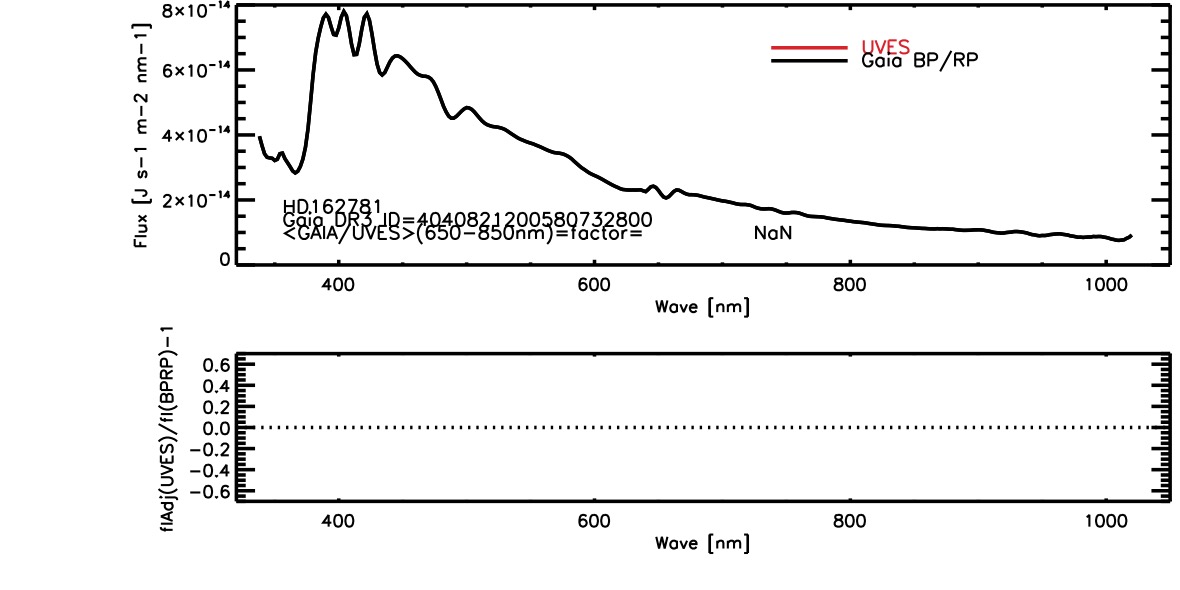 8×10−14
6×10−14
4×10−14
2×10−14
0
Flux [J s−1 m−2 nm−1]
UVES
Gaia BP/RP
HD162781
Gaia DR3 ID=4040821200580732800
<GAIA/UVES>(650−850nm)=factor= NaN
400 600 800 1000
Wave [nm]
flAdj(UVES)/fl(BPRP)−1
0.6
0.4
0.2
0.0
−0.2
−0.4
−0.6
400 600 800 1000
Wave [nm]